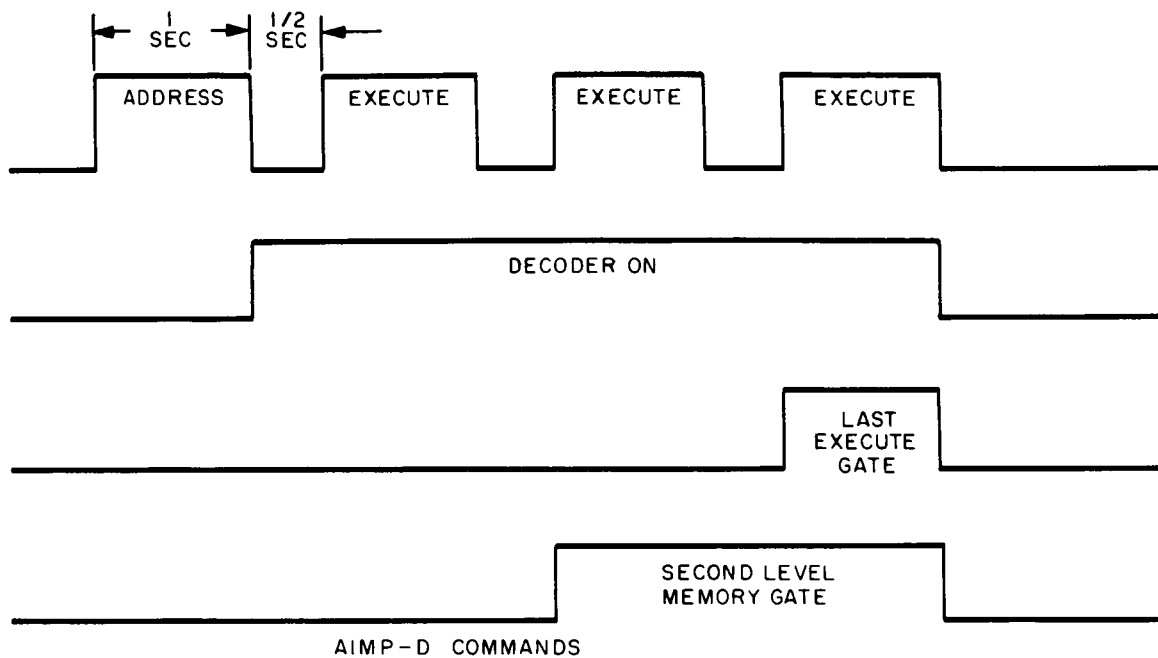 1
SEC
1/2
SEC
ADDRESS
EXECUTE
EXECUTE
EXECUTE
DECODER ON
LAST
EXECUTE
GATE
SECOND LEVEL
MEMORY GATE
AIMP-D COMMANDS